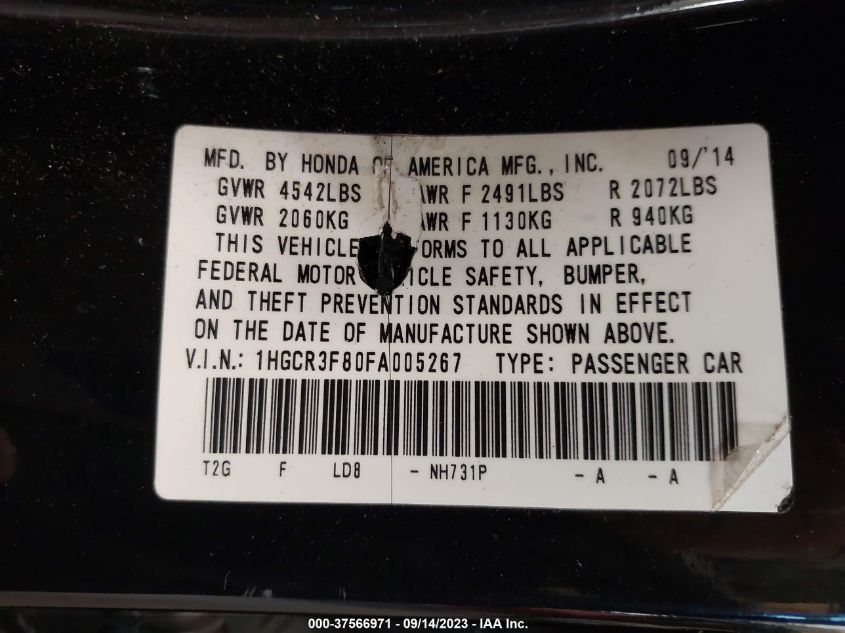 MFD. BY HONDA OF AMERICA MFG., INC. 09/'14
GVWR 4542LBS AWR F 2491LBS R 2072LBS
GVWR 2060KG AWR F 1130KG R 940KG
THIS VEHICLE ORMS TO ALL APPLICABLE
FEDERAL MOTOR ICLE SAFETY, BUMPER,
AND THEFT PREVENTION STANDARDS IN EFFECT
ON THE DATE OF MANUFACTURE SHOWN ABOVE.
V.I.N.: 1HGCR3F80FA005267 TYPE: PASSENGER CAR
T2G F LD8 - NH731P - A - A
000-37566971 - 09/14/2023 - IAA Inc.